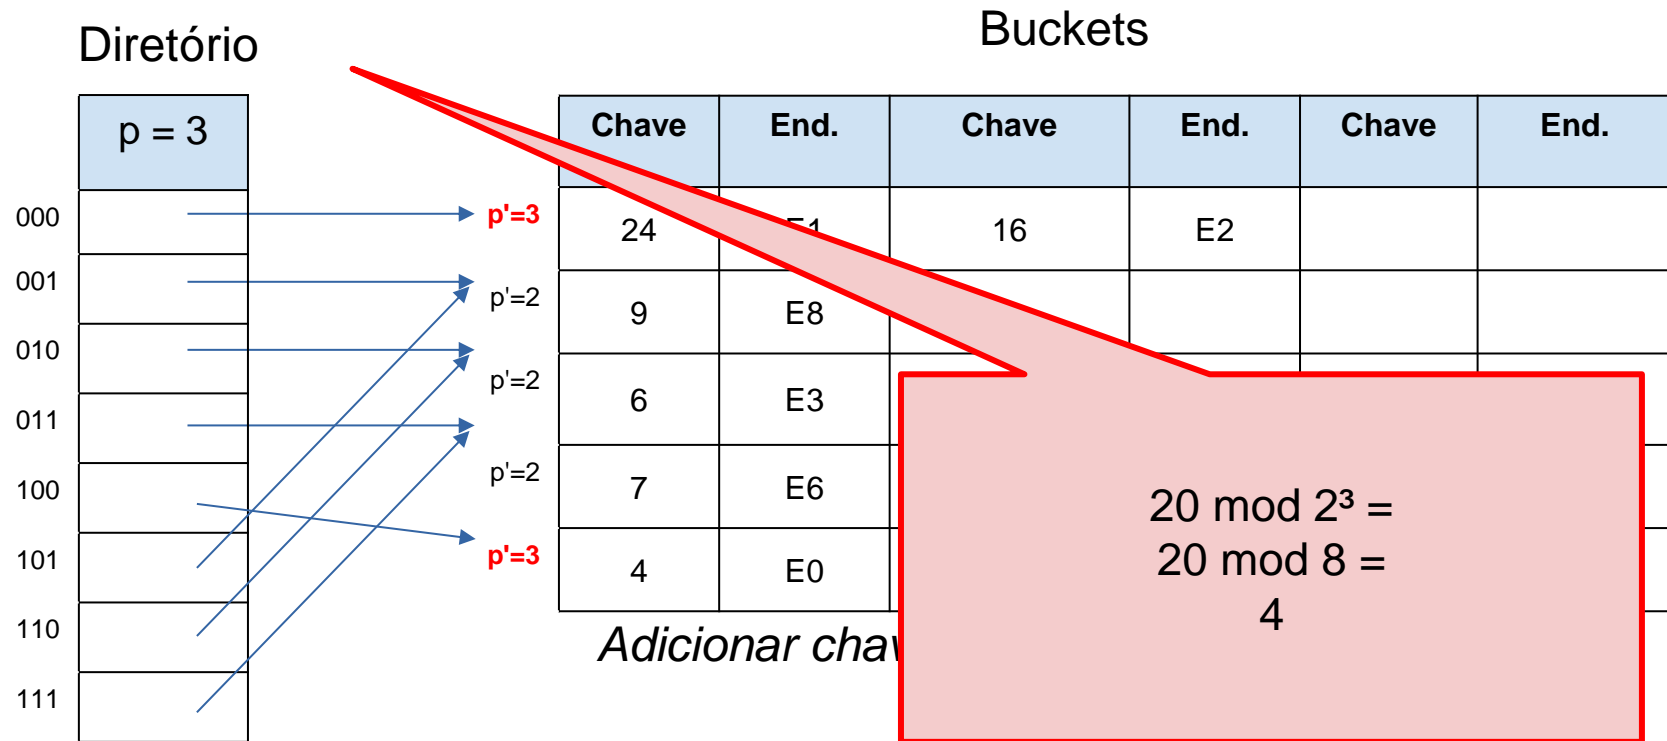 Diretório
Buckets
p = 3
Chave End. Chave End. Chave End.
000 p'=3 24 E1 16 E2
001 p'=2 9 E8
010 p'=2 6 E3
011 p'=2 7 E6
100 p'=3 4 E0
101
110
111
20 mod 2³ =
20 mod 8 =
4
Adicionar